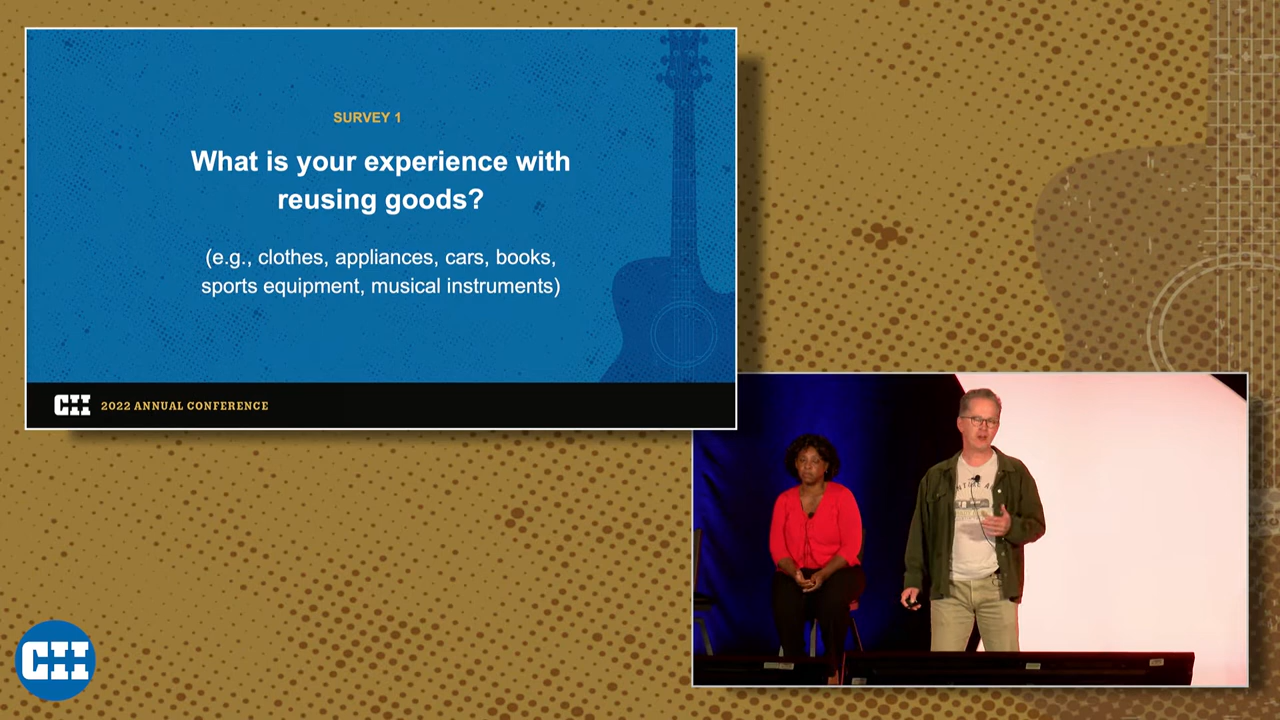 SURVEY 1
What is your experience with
reusing goods?
(e.g., clothes, appliances, cars, books,
sports equipment, musical instruments)
CII 2022 ANNUAL CONFERENCE
CII